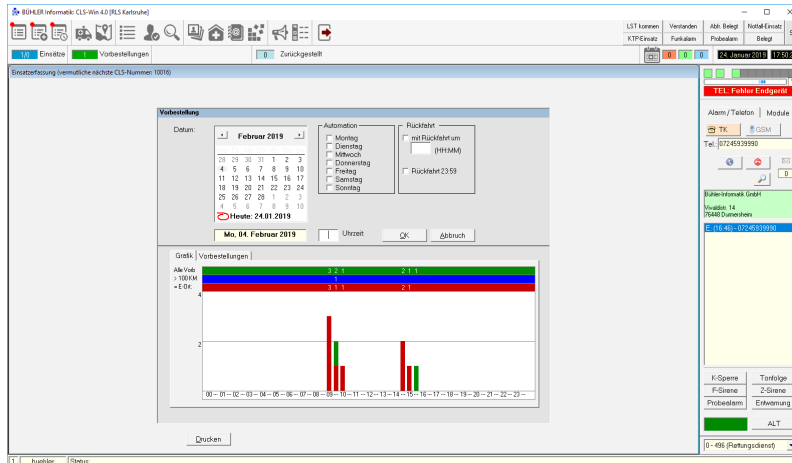 BÜHLER Informatik: CLS-Win 4.0 [RLS Karlsruhe]
LST kommen Verstanden Abh. Belegt Notfall-Einsatz
KTP-Einsatz Funkalarm Probealarm Belegt
1/0 Einsätze 1 Vorbestellungen 0 Zurückgestellt 0 0 0 24. Januar 2019 17:50:2
Einsatzerfassung (vermutliche nächste CLS-Nummer: 10016)
TEL: Fehler Endgerät
Alarm / Telefon Module
TK GSM
Tel.: 07245939990
0
Bühler-Informatik GmbH
Vivaldistr. 14
76448 Durmersheim
E-(16:46)-07245939990
Vorbestellung
Datum:
Februar 2019
28 29 30 31 1 2 3
4 5 6 7 8 9 10
11 12 13 14 15 16 17
18 19 20 21 22 23 24
25 26 27 28 1 2 3
4 5 6 7 8 9 10
Heute: 24.01.2019
Automation
Montag
Dienstag
Mittwoch
Donnerstag
Freitag
Samstag
Sonntag
Rückfahrt
mit Rückfahrt um
(HH:MM)
Rückfahrt 23:59
Mo, 04. Februar 2019 Uhrzeit OK Abbruch
Grafik Vorbestellungen
Alle Vorb 3 2 1 2 1 1
> 100 KM 1
= E-Ort: 3 1 1 2 1
4
2
00 -- 01 -- 02 -- 03 -- 04 -- 05 -- 06 -- 07 -- 08 -- 09 -- 10 -- 11 -- 12 -- 13 -- 14 -- 15 -- 16 -- 17 -- 18 -- 19 -- 20 -- 21 -- 22 -- 23 --
Drucken
K-Sperre Tonfolge
F-Sirene Z-Sirene
Probealarm Entwarnung
ALT
0 - 496 (Rettungsdienst)
1 buehler Status: